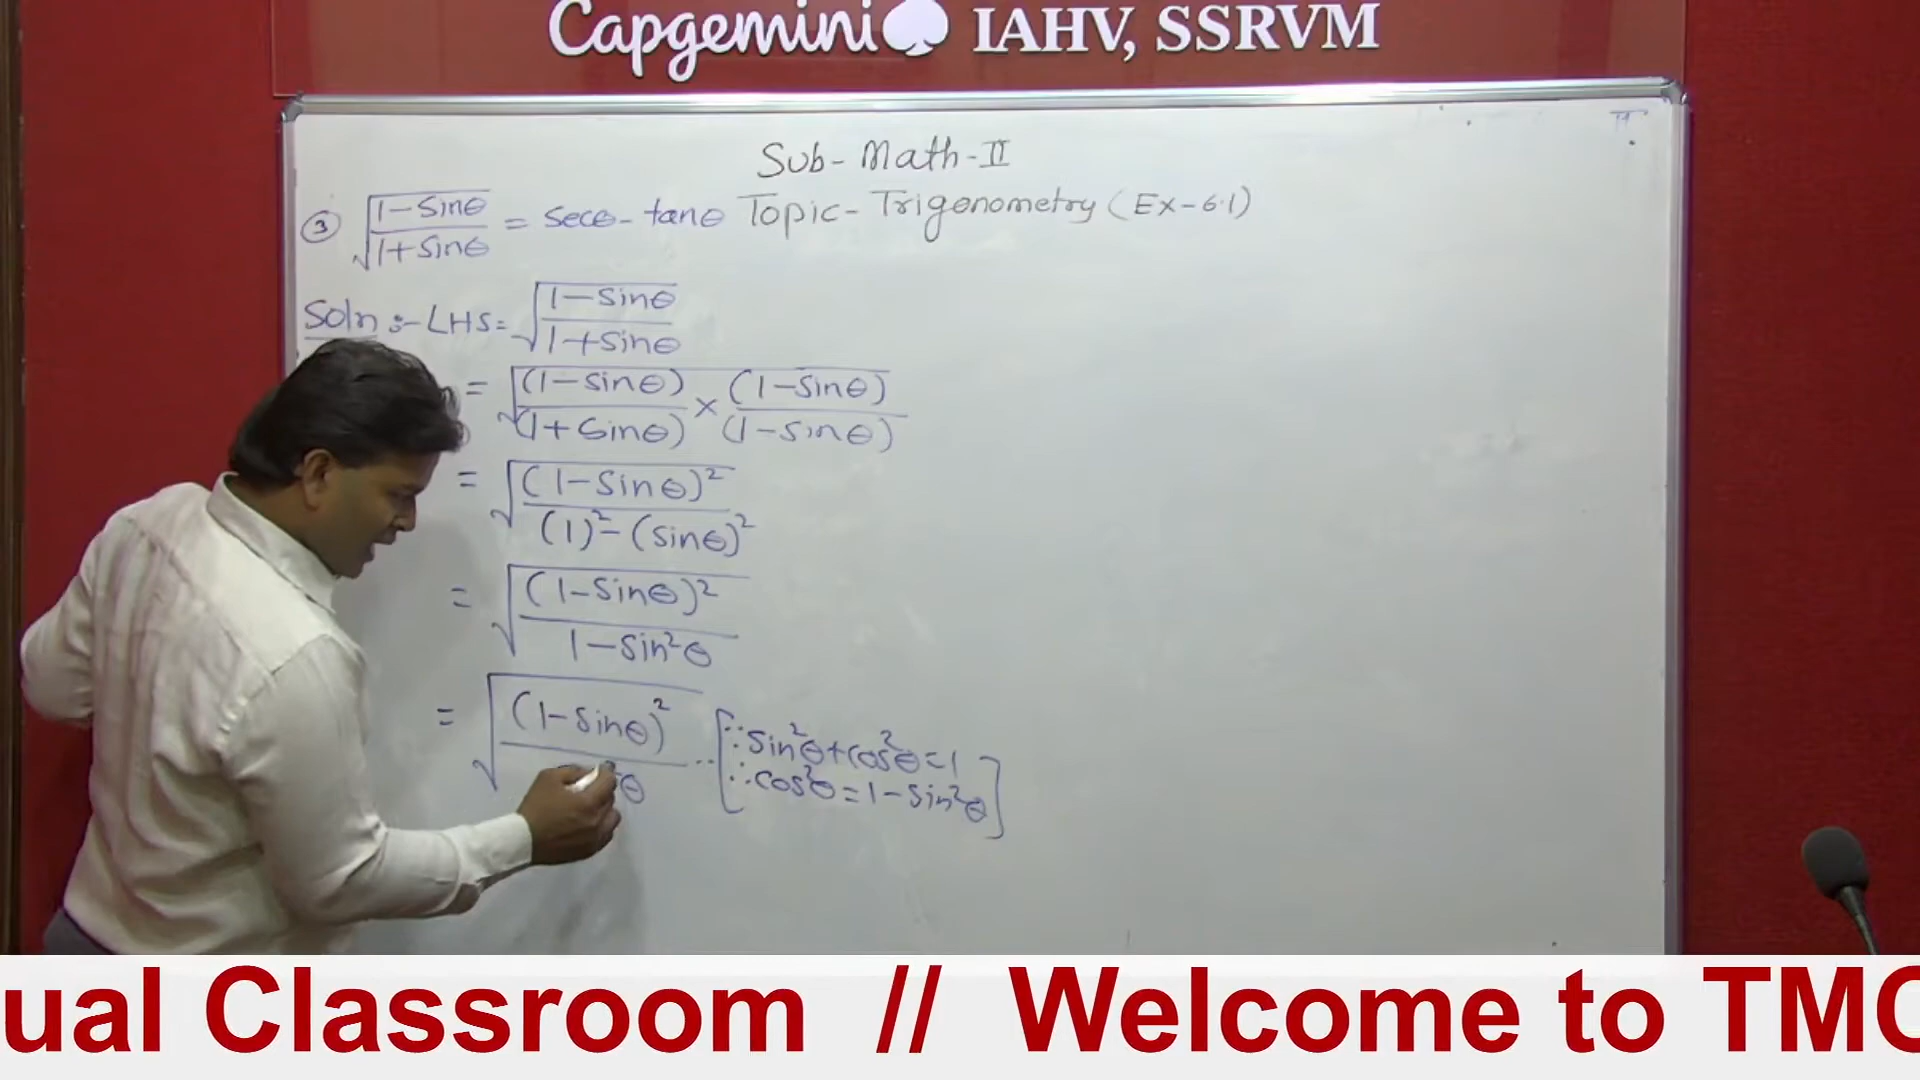 Capgemini IAHV, SSRVM
Sub- Math-II
Topic- Trigonometry (Ex-6.1)
③ √(1-Sinθ / 1+Sinθ) = secθ - tanθ
Soln :- LHS = √(1-Sinθ / 1+Sinθ)
= √((1-Sinθ) / (1+Sinθ) × (1-Sinθ) / (1-Sinθ))
= √((1-Sinθ)² / (1)² - (Sinθ)²)
= √((1-Sinθ)² / 1-Sin²θ)
= √((1-Sinθ)² / θ) .. [∵ Sin²θ + cos²θ = 1
∴ cos²θ = 1 - Sin²θ]
ual Classroom // Welcome to TMC